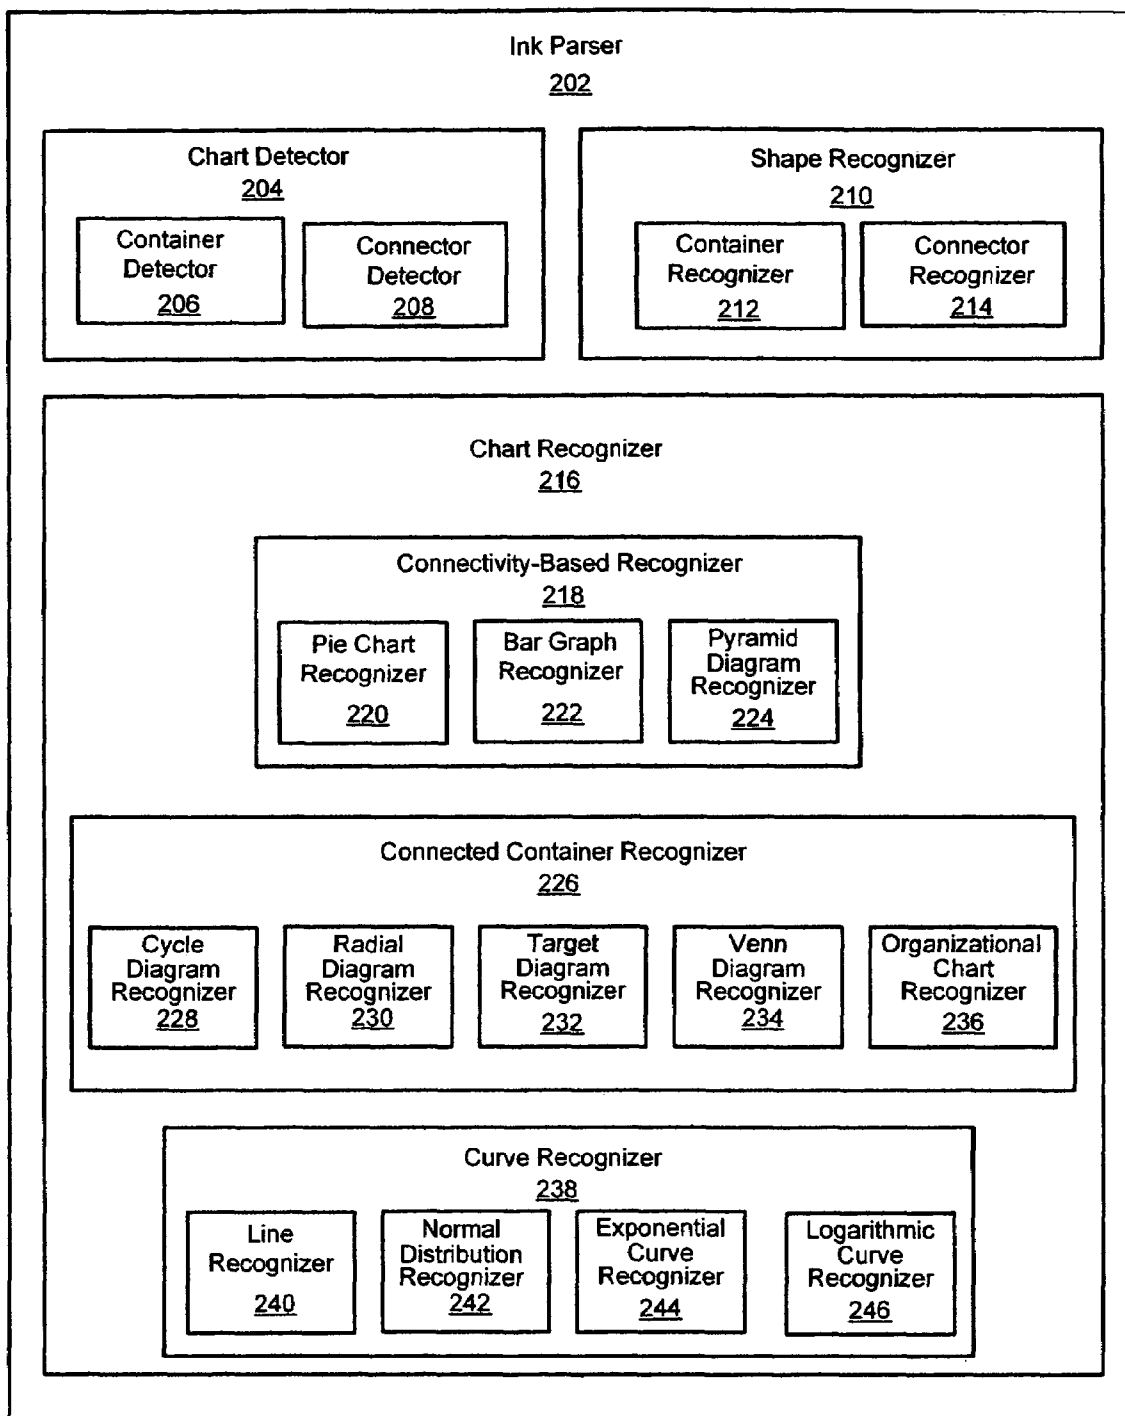 Ink Parser
202
Chart Detector
204
Container
Detector
206
Connector
Detector
208
Shape Recognizer
210
Container
Recognizer
212
Connector
Recognizer
214
Chart Recognizer
216
Connectivity-Based Recognizer
218
Pie Chart
Recognizer
220
Bar Graph
Recognizer
222
Pyramid
Diagram
Recognizer
224
Connected Container Recognizer
226
Cycle
Diagram
Recognizer
228
Radial
Diagram
Recognizer
230
Target
Diagram
Recognizer
232
Venn
Diagram
Recognizer
234
Organizational
Chart
Recognizer
236
Curve Recognizer
238
Line
Recognizer
240
Normal
Distribution
Recognizer
242
Exponential
Curve
Recognizer
244
Logarithmic
Curve
Recognizer
246